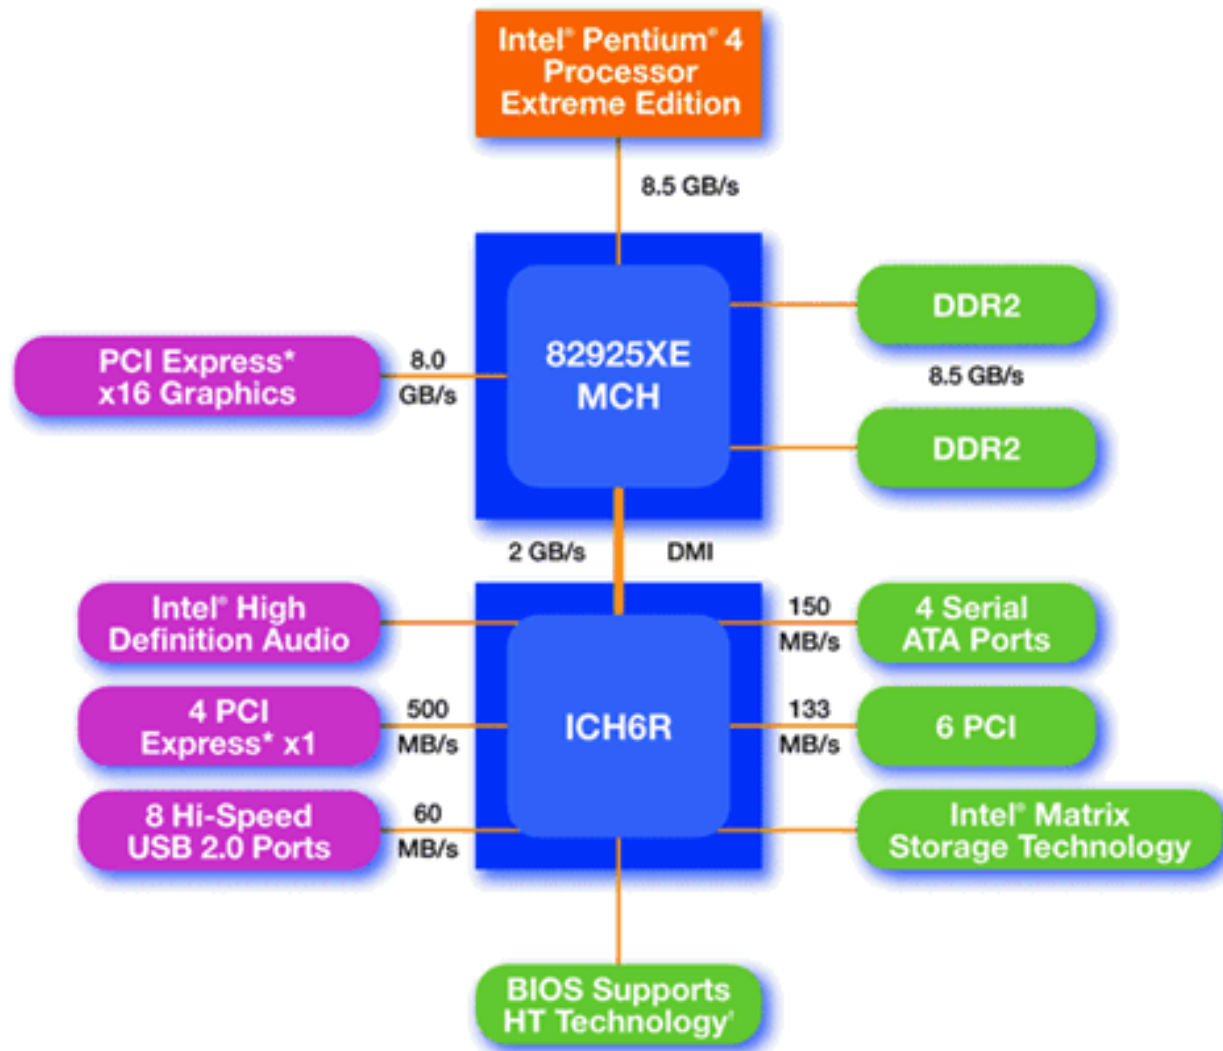 Intel® Pentium® 4
Processor
Extreme Edition
8.5 GB/s
PCI Express*
x16 Graphics
8.0
GB/s
82925XE
MCH
DDR2
8.5 GB/s
DDR2
2 GB/s
DMI
Intel® High
Definition Audio
150
MB/s
4 Serial
ATA Ports
4 PCI
Express* x1
500
MB/s
ICH6R
133
MB/s
6 PCI
8 Hi-Speed
USB 2.0 Ports
60
MB/s
Intel® Matrix
Storage Technology
BIOS Supports
HT Technology†